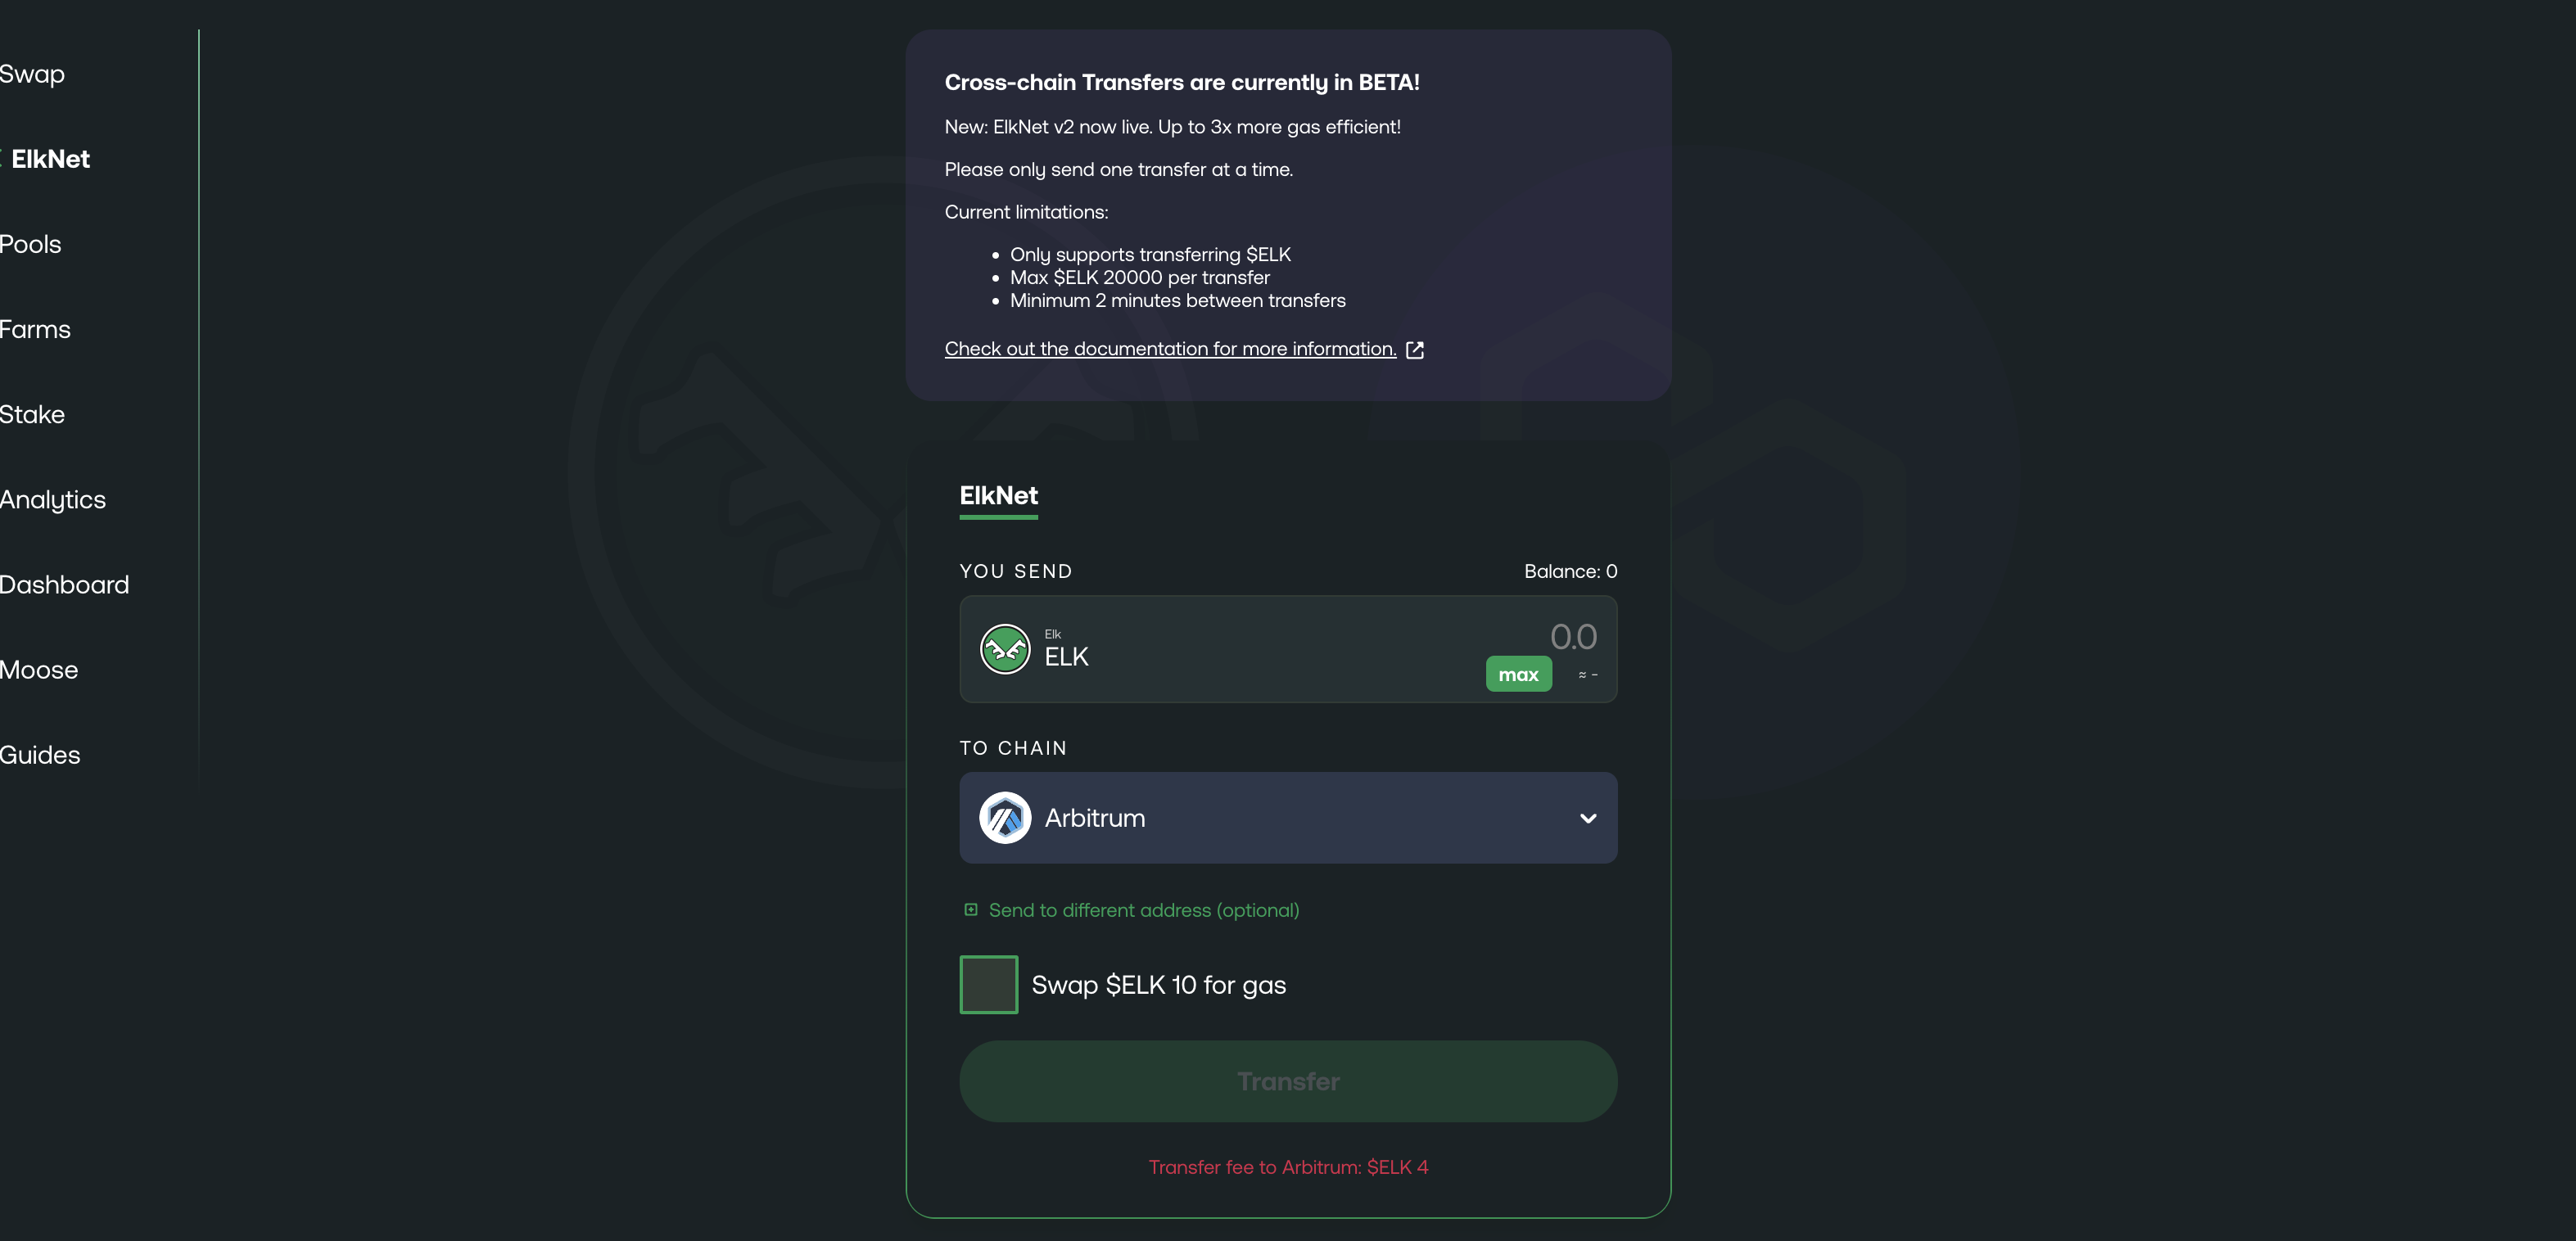 Swap
ElkNet
Pools
Farms
Stake
Analytics
Dashboard
Moose
Guides
Cross-chain Transfers are currently in BETA!
New: ElkNet v2 now live. Up to 3x more gas efficient!
Please only send one transfer at a time.
Current limitations:
Only supports transferring $ELK
Max $ELK 20000 per transfer
Minimum 2 minutes between transfers
Check out the documentation for more information.
ElkNet
YOU SEND
Balance: 0
Elk
ELK
0.0
max
≈ -
TO CHAIN
Arbitrum
Send to different address (optional)
Swap $ELK 10 for gas
Transfer
Transfer fee to Arbitrum: $ELK 4